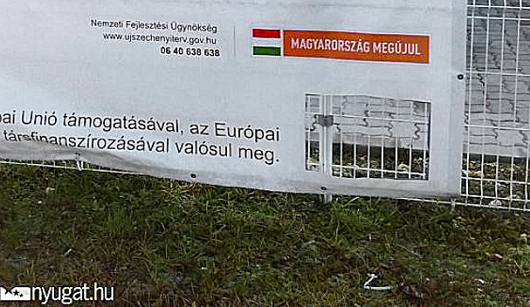 Nemzeti Fejlesztési Ügynökség
www.ujszechenyiterv.gov.hu
06 40 638 638
MAGYARORSZÁG MEGÚJUL
pai Unió támogatásával, az Európai
társfinanszírozásával valósul meg.
nyugat.hu